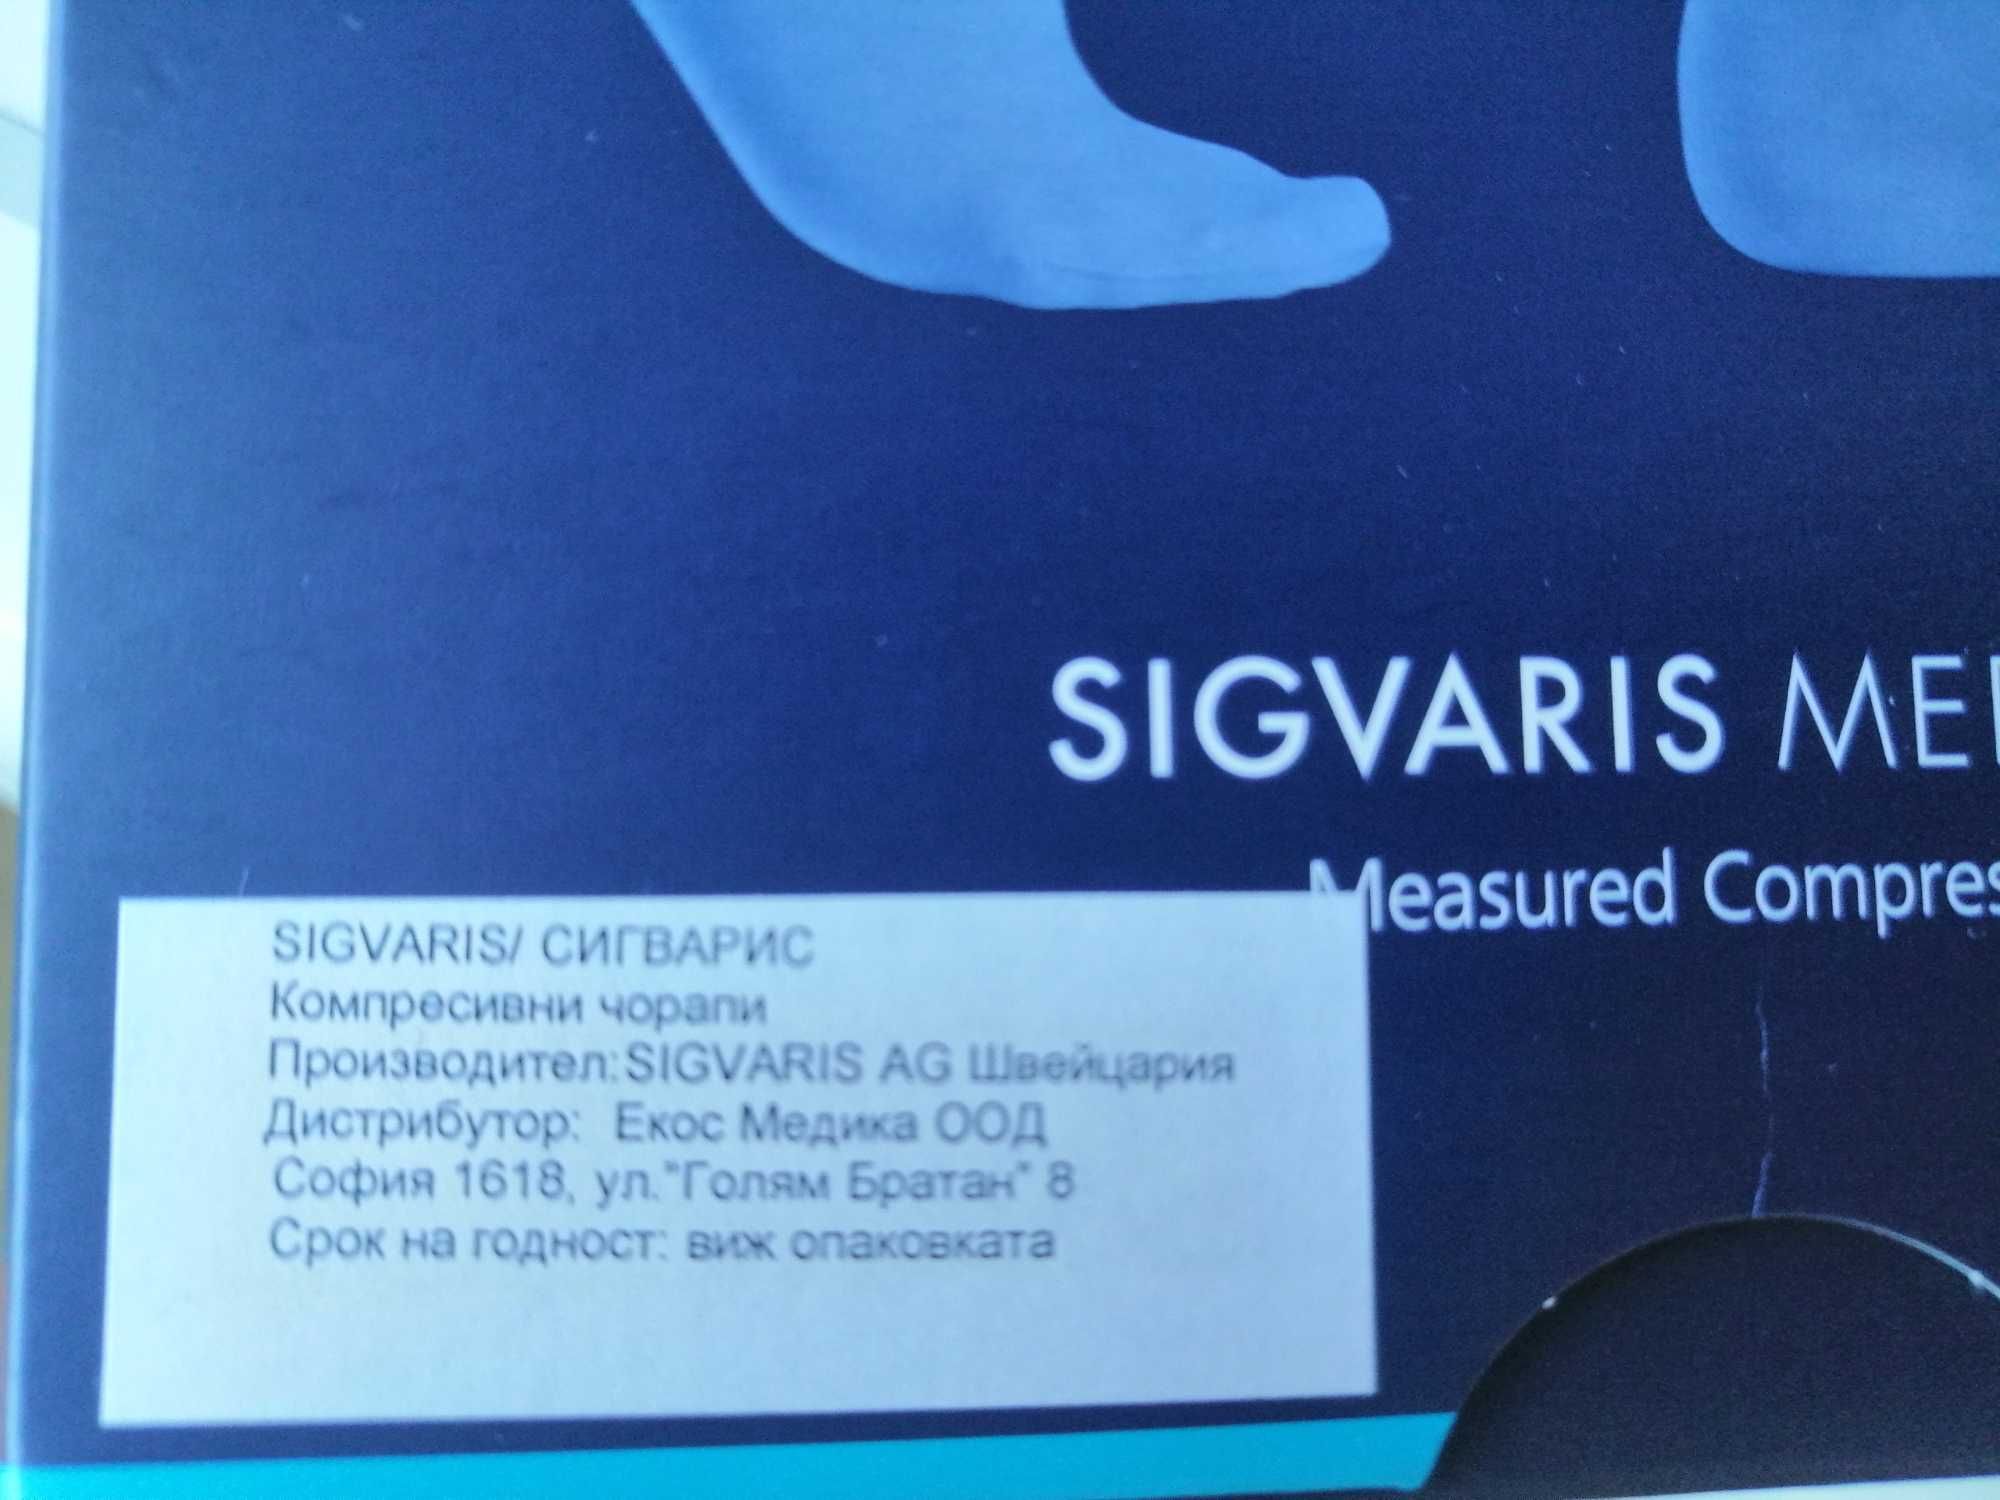 SIGVARIS
Measured
SIGVARIS/ СИГВАРИС
Компресивни чорапи
Производител:SIGVARIS AG Швейцария
Дистрибутор: Екос Медика ООД
София 1618, ул."Голям Братан" 8
Срок на годност: виж опаковката